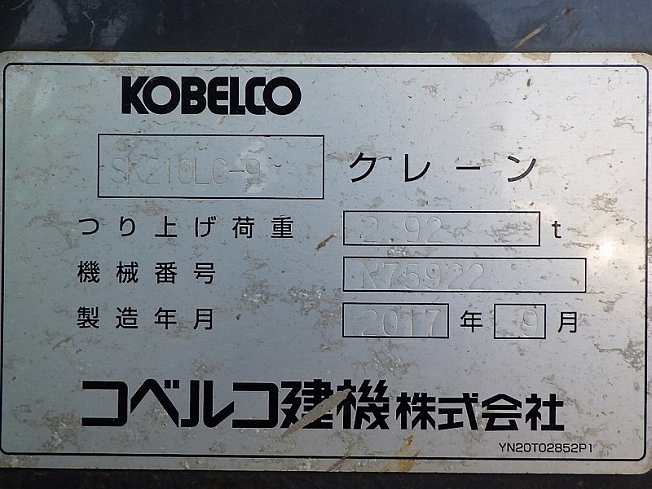 KOBELCO
SK210LC-9 クレーン
つり上げ荷重 2.92 t
機械番号 N75922
製造年月 2017 年 9 月
コベルコ建機株式会社
YN20T02852P1